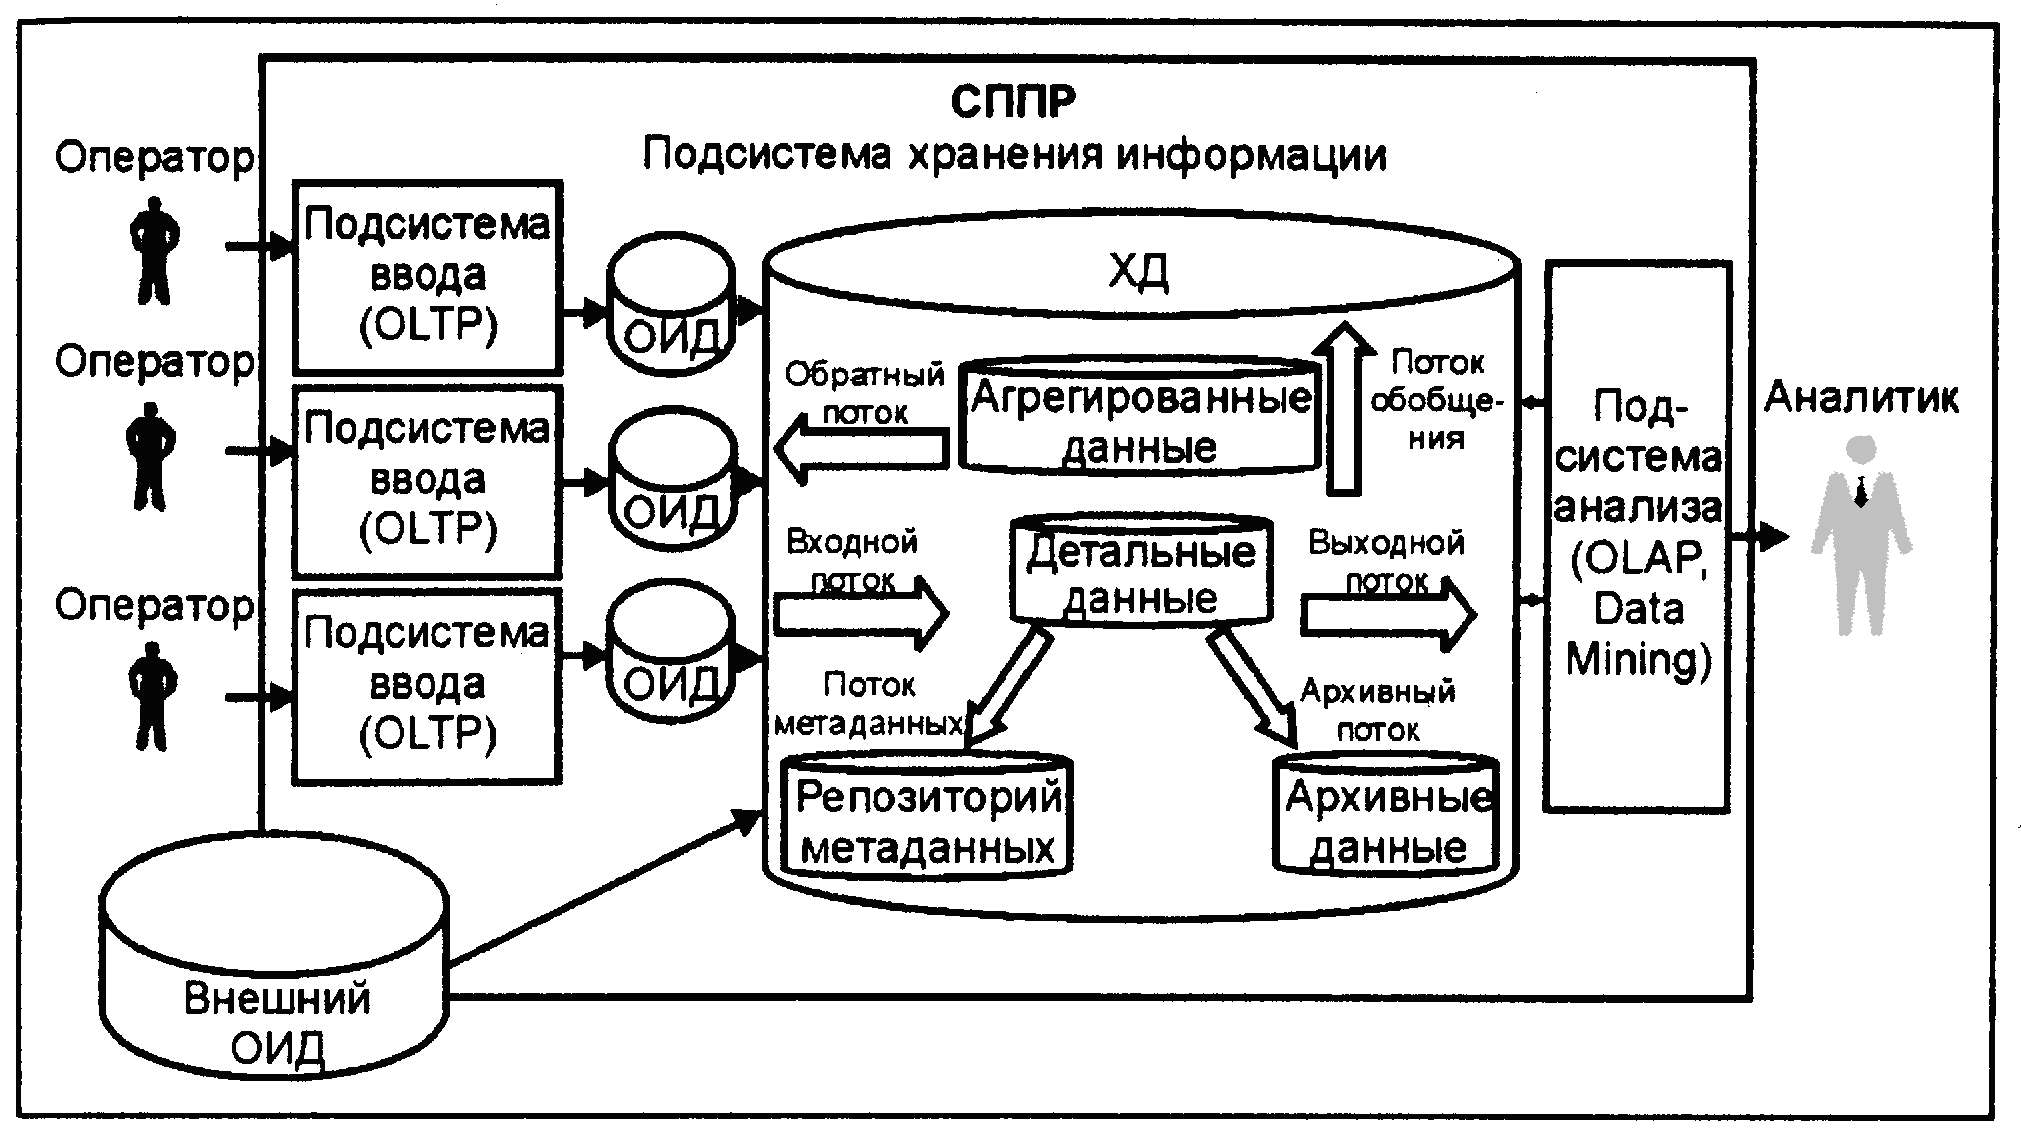 СППР
Подсистема хранения информации
Оператор
Подсистема
ввода
(OLTP)
ОИД
Оператор
Подсистема
ввода
(OLTP)
ОИД
Оператор
Подсистема
ввода
(OLTP)
ОИД
Внешний
ОИД
ХД
Обратный
поток
Агрегированные
данные
Поток
обобще-
ния
Входной
поток
Детальные
данные
Выходной
поток
Поток
метаданных
Архивный
поток
Репозиторий
метаданных
Архивные
данные
Под-
система
анализа
(OLAP,
Data
Mining)
Аналитик